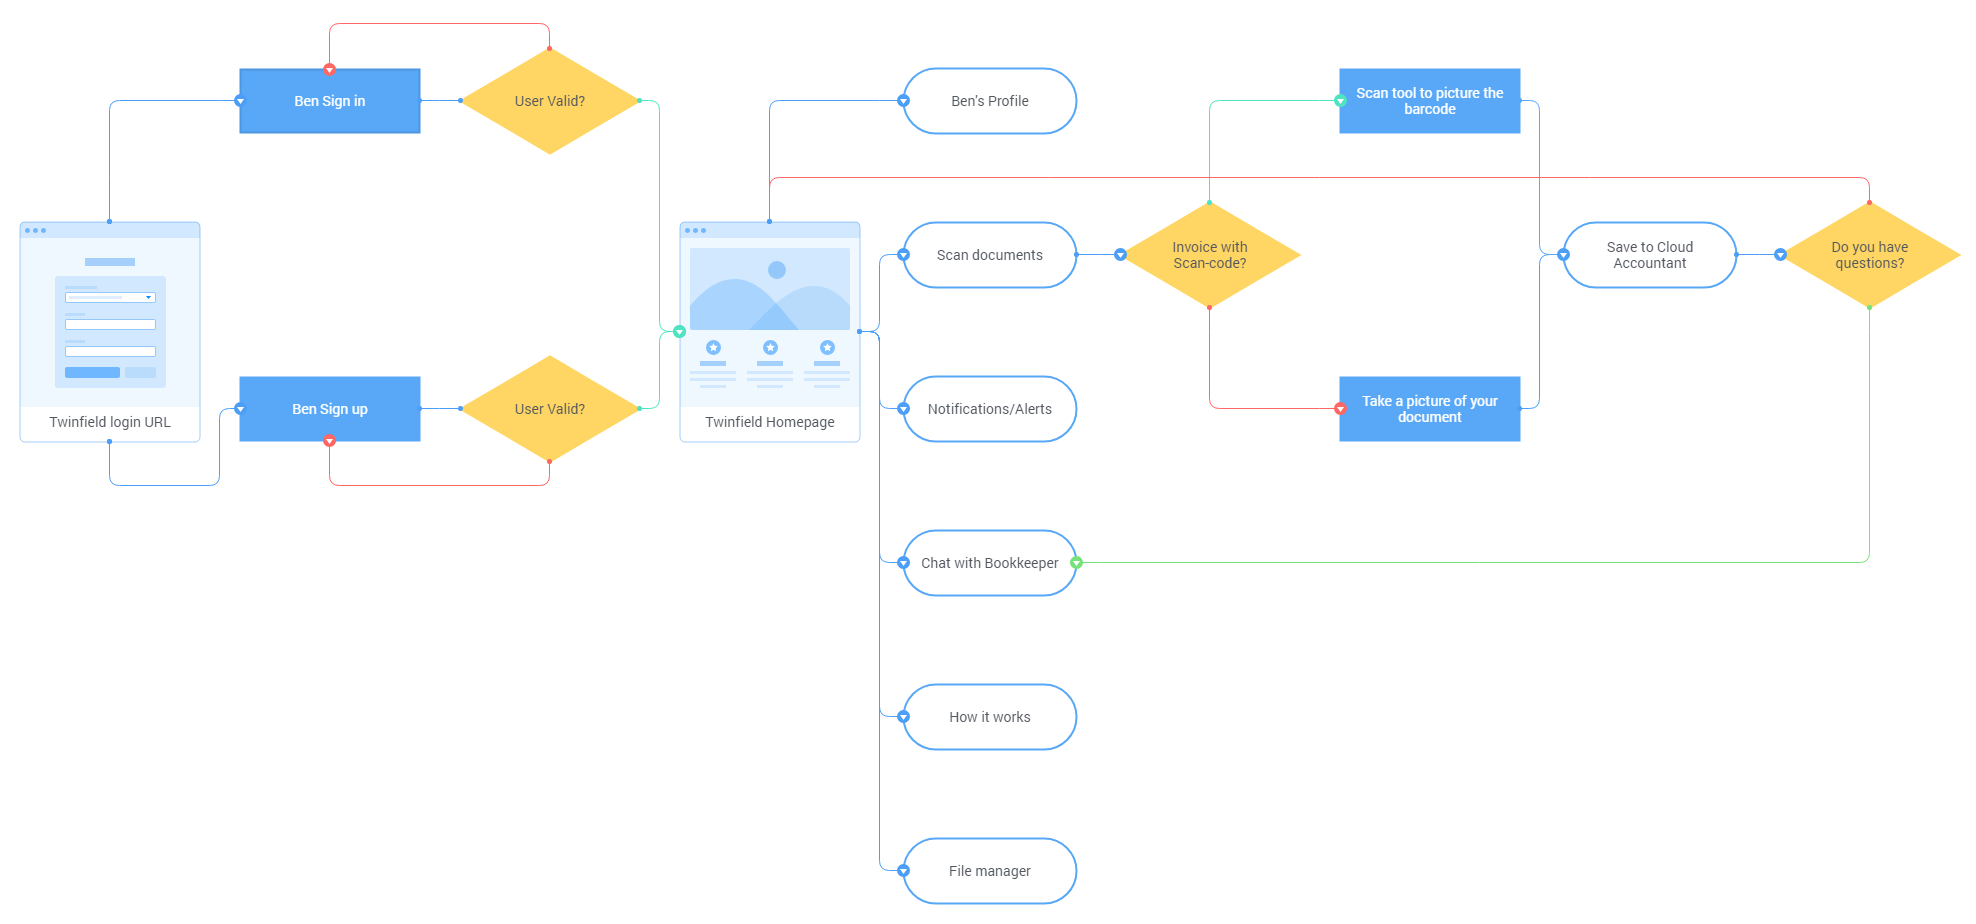 Ben Sign in
User Valid?
Ben's Profile
Scan tool to picture the
barcode
Twinfield login URL
Ben Sign up
User Valid?
Twinfield Homepage
Scan documents
Invoice with
Scan-code?
Save to Cloud
Accountant
Do you have
questions?
Notifications/Alerts
Take a picture of your
document
Chat with Bookkeeper
How it works
File manager